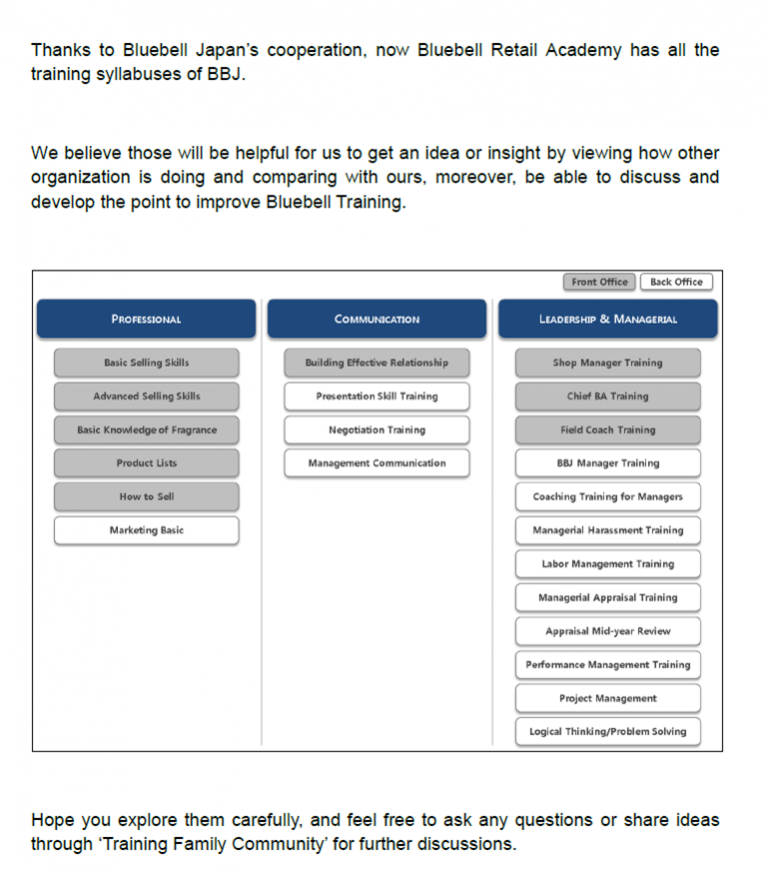 Thanks to Bluebell Japan's cooperation, now Bluebell Retail Academy has all the
training syllabuses of BBJ.
We believe those will be helpful for us to get an idea or insight by viewing how other
organization is doing and comparing with ours, moreover, be able to discuss and
develop the point to improve Bluebell Training.
Front Office
Back Office
PROFESSIONAL
Basic Selling Skills
Advanced Selling Skills
Basic Knowledge of Fragrance
Product Lists
How to Sell
Marketing Basic
COMMUNICATION
Building Effective Relationship
Presentation Skill Training
Negotiation Training
Management Communication
LEADERSHIP & MANAGERIAL
Shop Manager Training
Chief BA Training
Field Coach Training
BBJ Manager Training
Coaching Training for Managers
Managerial Harassment Training
Labor Management Training
Managerial Appraisal Training
Appraisal Mid-year Review
Performance Management Training
Project Management
Logical Thinking/Problem Solving
Hope you explore them carefully, and feel free to ask any questions or share ideas
through 'Training Family Community' for further discussions.